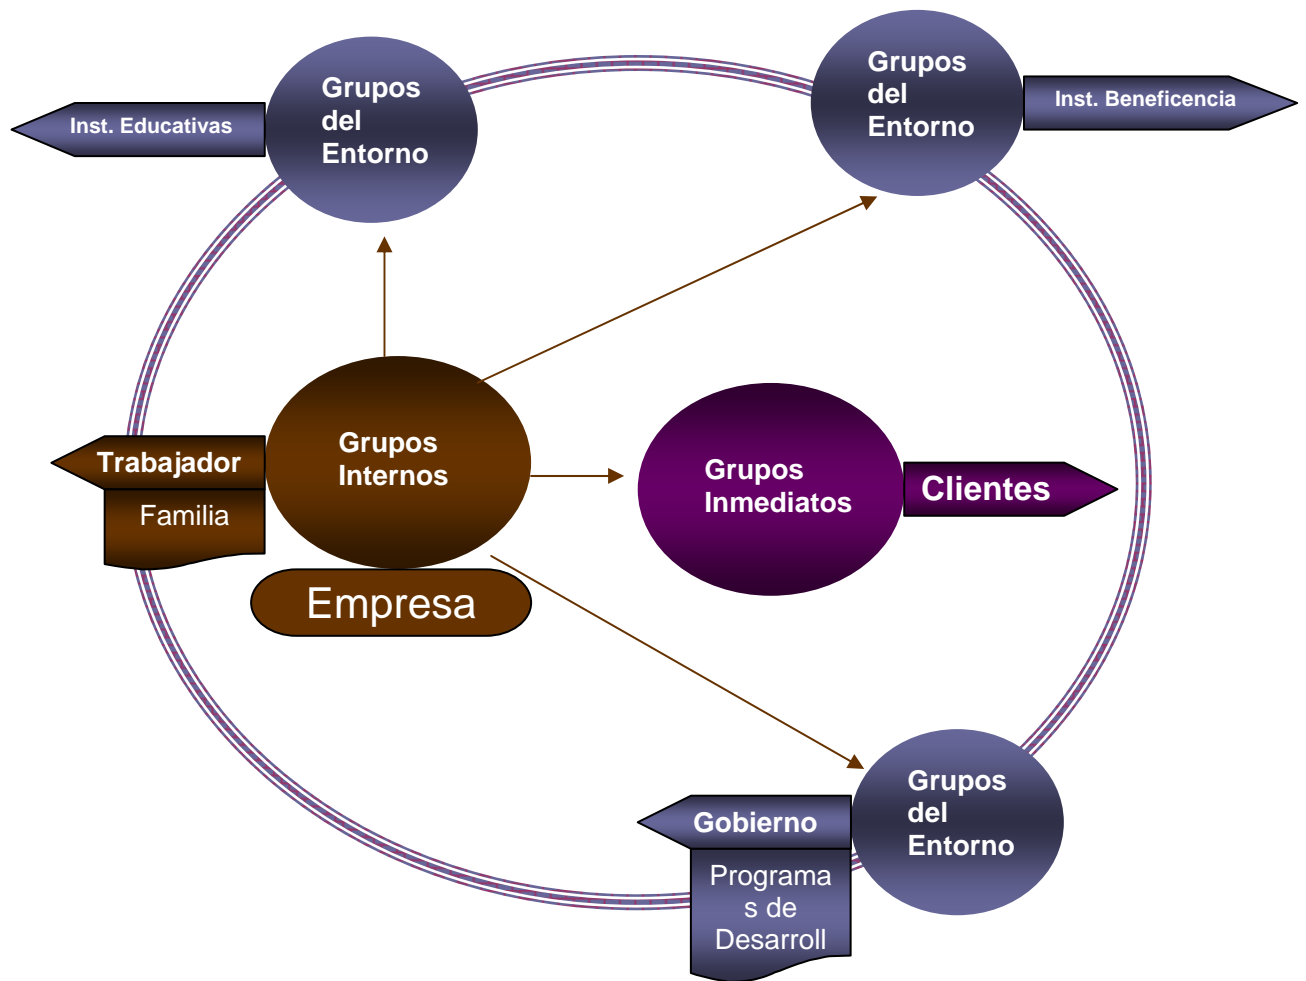 Grupos
del
Entorno
Inst. Educativas
Grupos
del
Entorno
Inst. Beneficencia
Grupos
Internos
Trabajador
Familia
Empresa
Grupos
Inmediatos
Clientes
Grupos
del
Entorno
Gobierno
Programa
s de
Desarroll